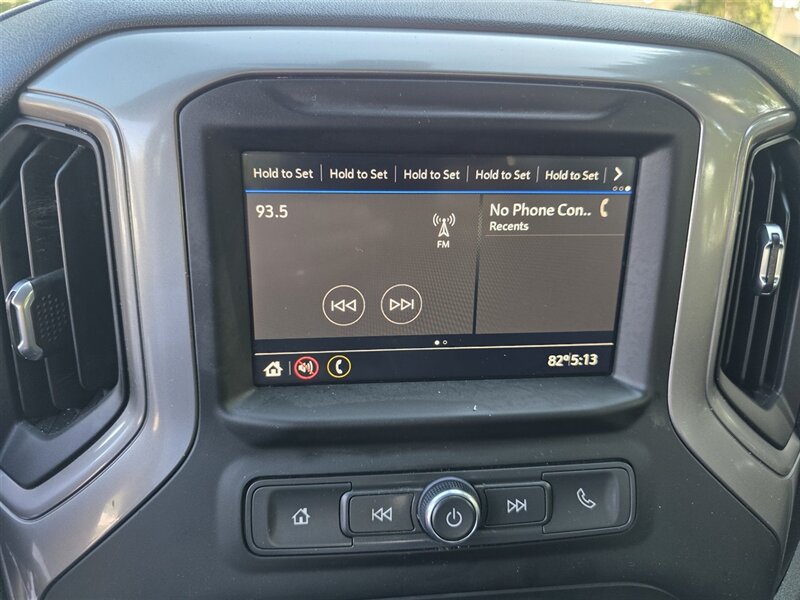 Hold to Set Hold to Set Hold to Set Hold to Set Hold to Set
93.5
FM
No Phone Con..
Recents
82° 5:13